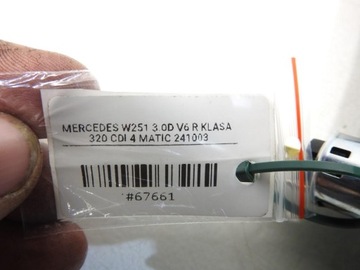 MERCEDES W251 3.0D V6 R KLASA
320 CDI 4 MATIC 241003
#67661